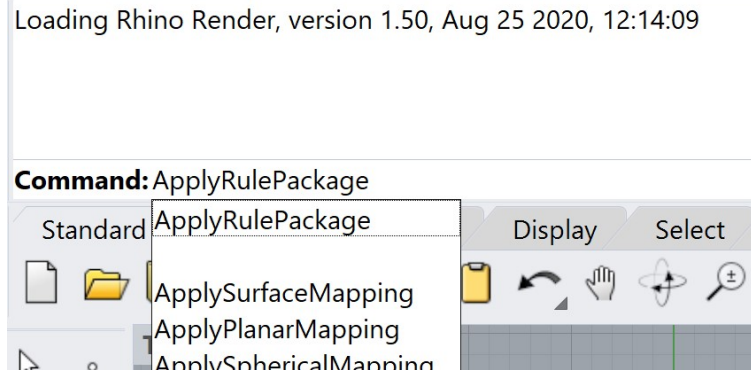 Loading Rhino Render, version 1.50, Aug 25 2020, 12:14:09
Command: ApplyRulePackage
Standard
ApplyRulePackage
Display
Select
ApplySurfaceMapping
ApplyPlanarMapping
ApplySphericalMapping